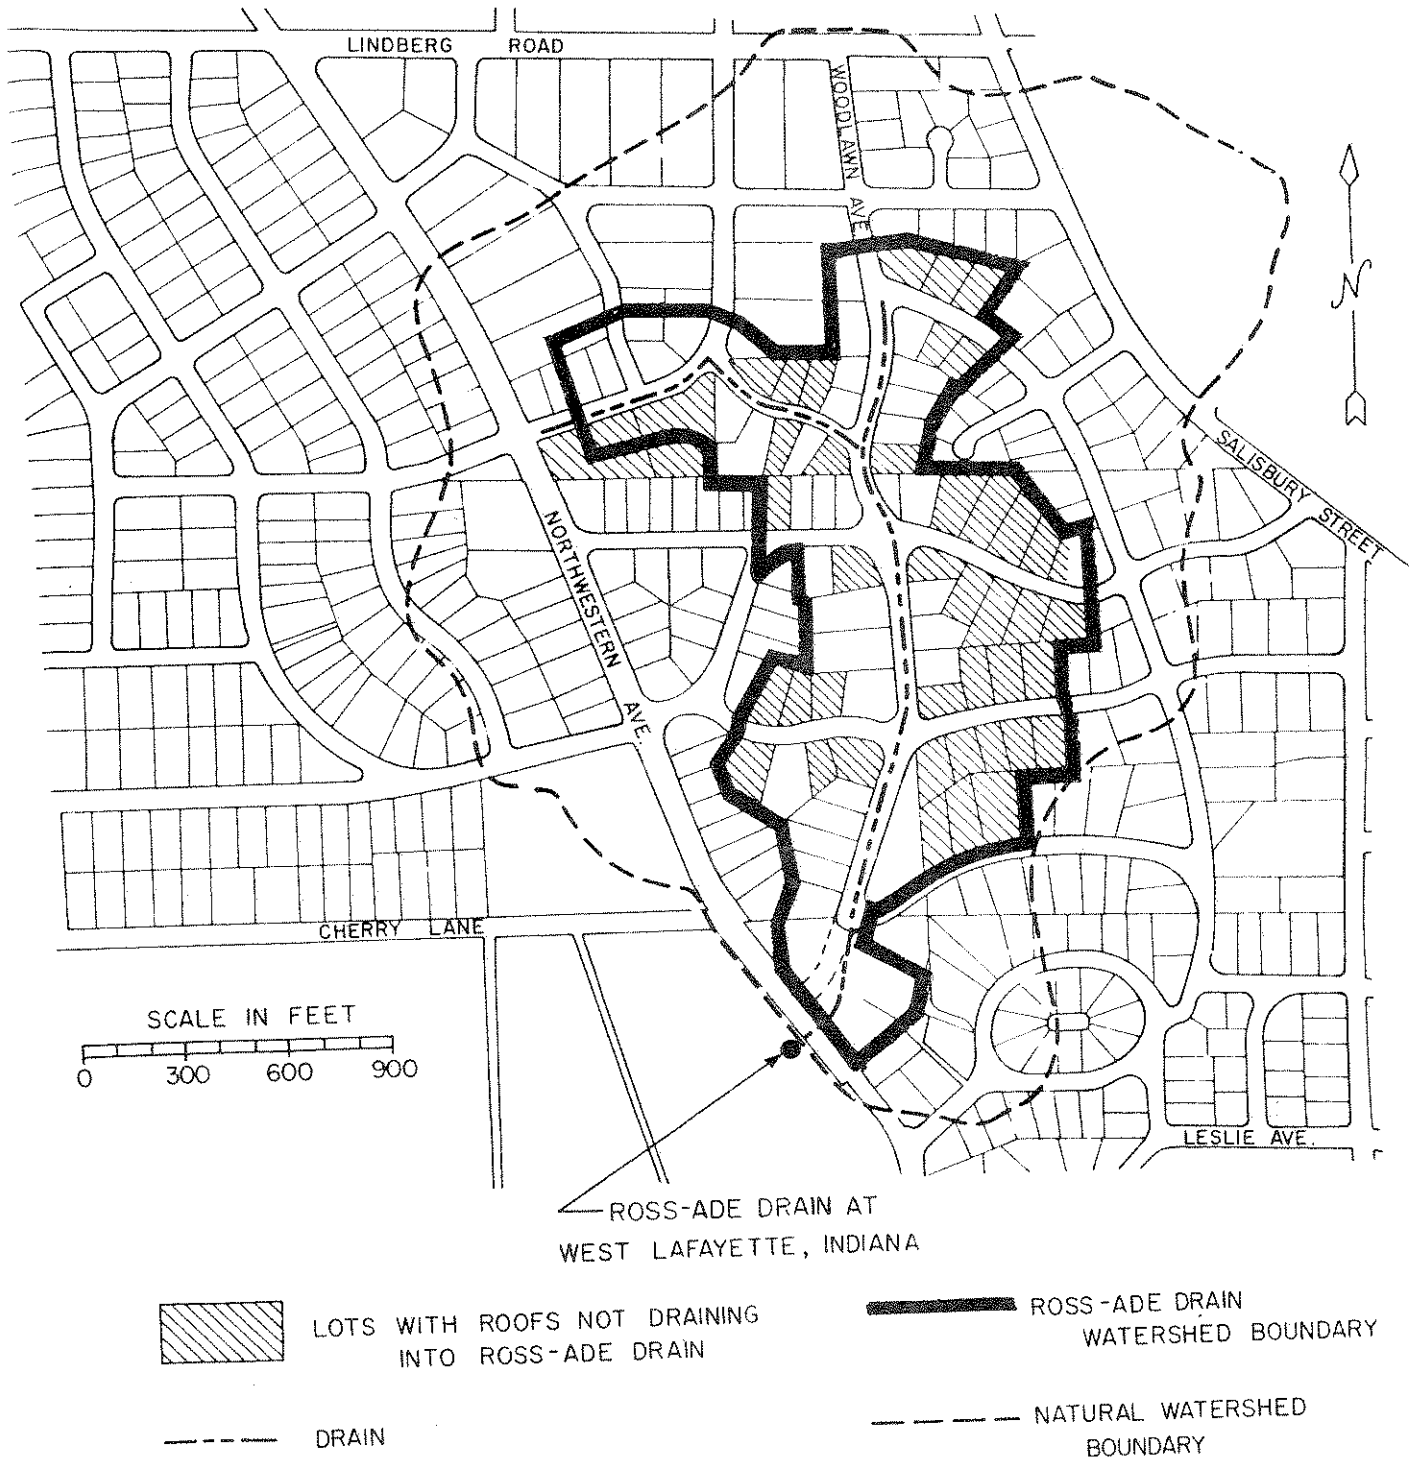 LINDBERG ROAD
WOODLAWN AVE.
N
SALISBURY STREET
NORTHWESTERN AVE.
CHERRY LANE
SCALE IN FEET
0 300 600 900
LESLIE AVE.
ROSS-ADE DRAIN AT
WEST LAFAYETTE, INDIANA
LOTS WITH ROOFS NOT DRAINING
INTO ROSS-ADE DRAIN
ROSS-ADE DRAIN
WATERSHED BOUNDARY
DRAIN
NATURAL WATERSHED
BOUNDARY